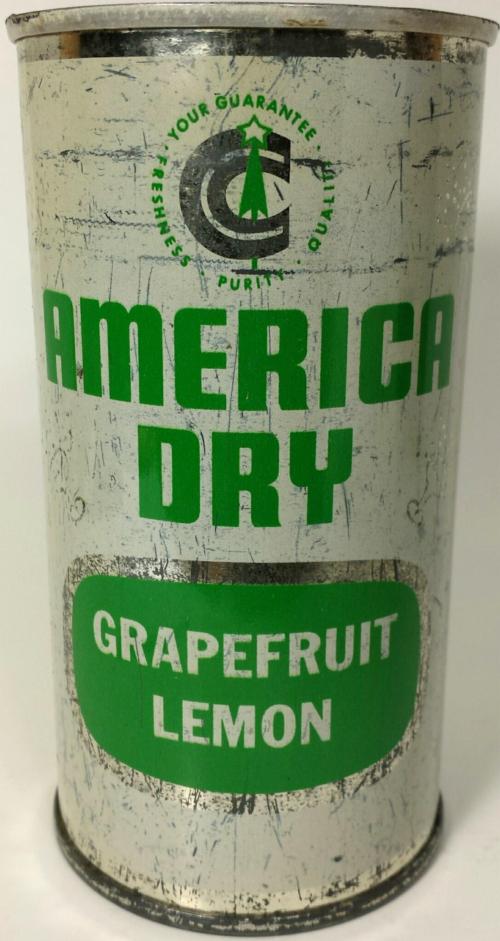 YOUR GUARANTEE · QUALITY · PURITY · FRESHNESS ·
CC
AMERICA
DRY
GRAPEFRUIT
LEMON